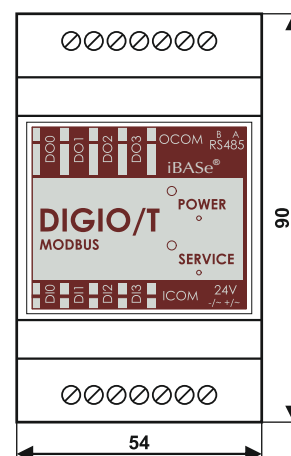 DO0 DO1 DO2 DO3 OCOM B A
RS485
iBASe®
DIGIO/T
MODBUS
POWER
SERVICE
DI0 DI1 DI2 DI3 ICOM 24V
-/~ +/~
90
54